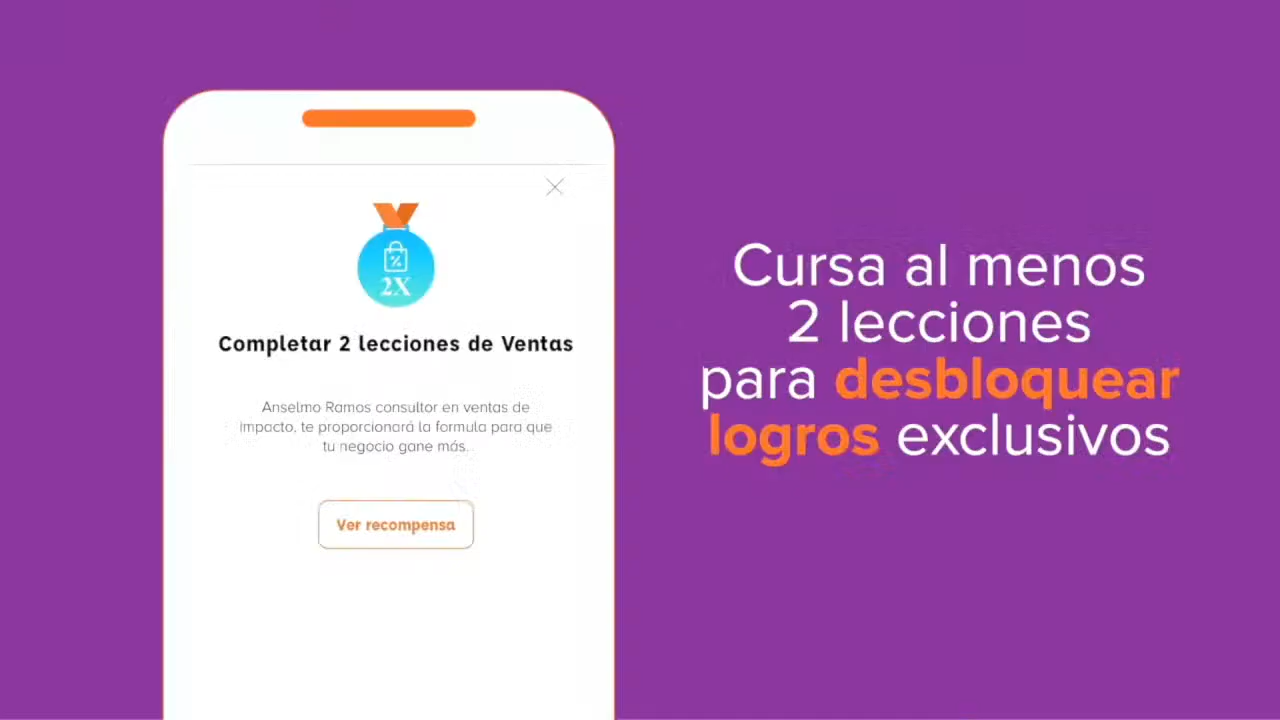 2X
Completar 2 lecciones de Ventas
Anselmo Ramos consultor en ventas de
impacto, te proporcionará la formula para que
tu negocio gane más.
Ver recompensa
Cursa al menos
2 lecciones
para desbloquear
logros exclusivos